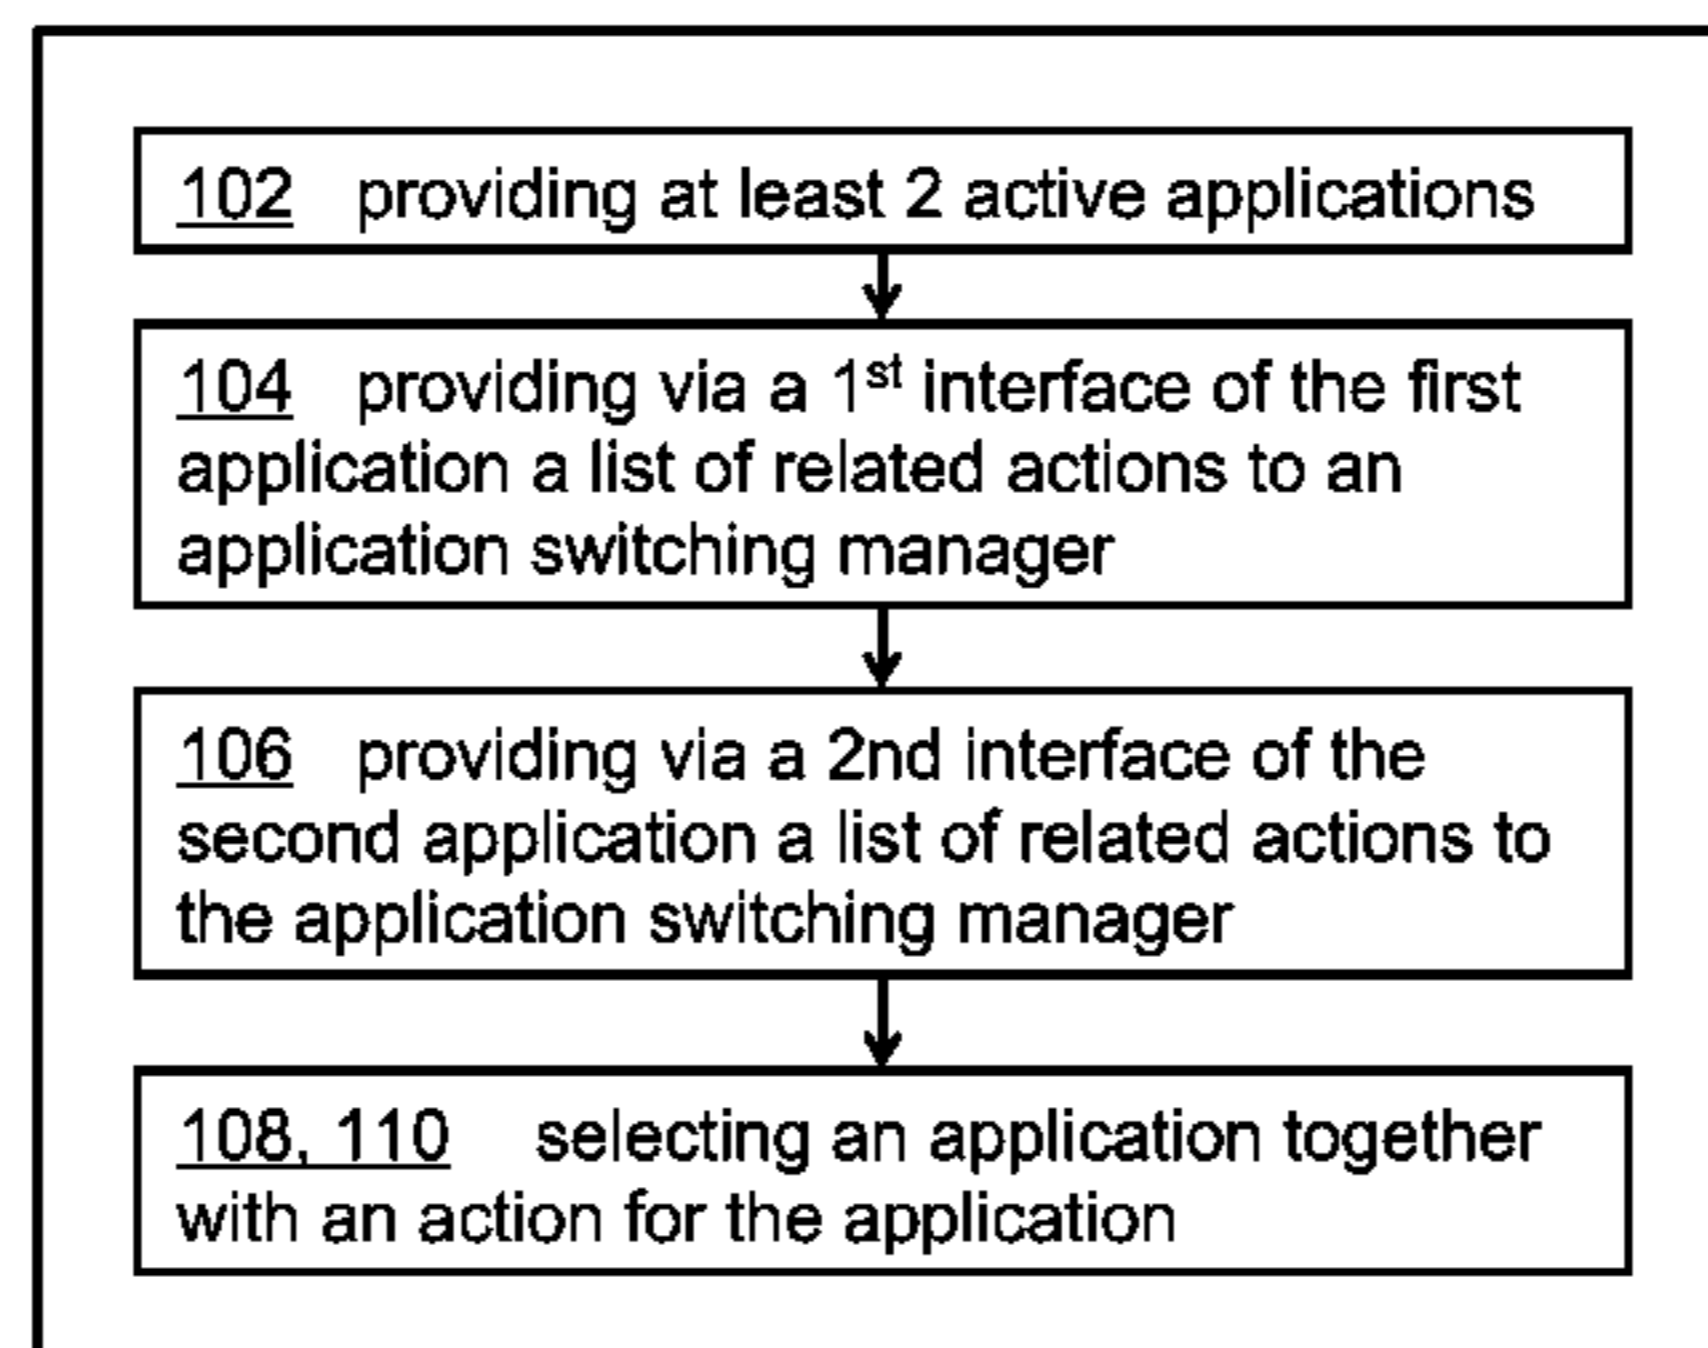 102 providing at least 2 active applications
104 providing via a 1st interface of the first
application a list of related actions to an
application switching manager
106 providing via a 2nd interface of the
second application a list of related actions to
the application switching manager
108, 110 selecting an application together
with an action for the application